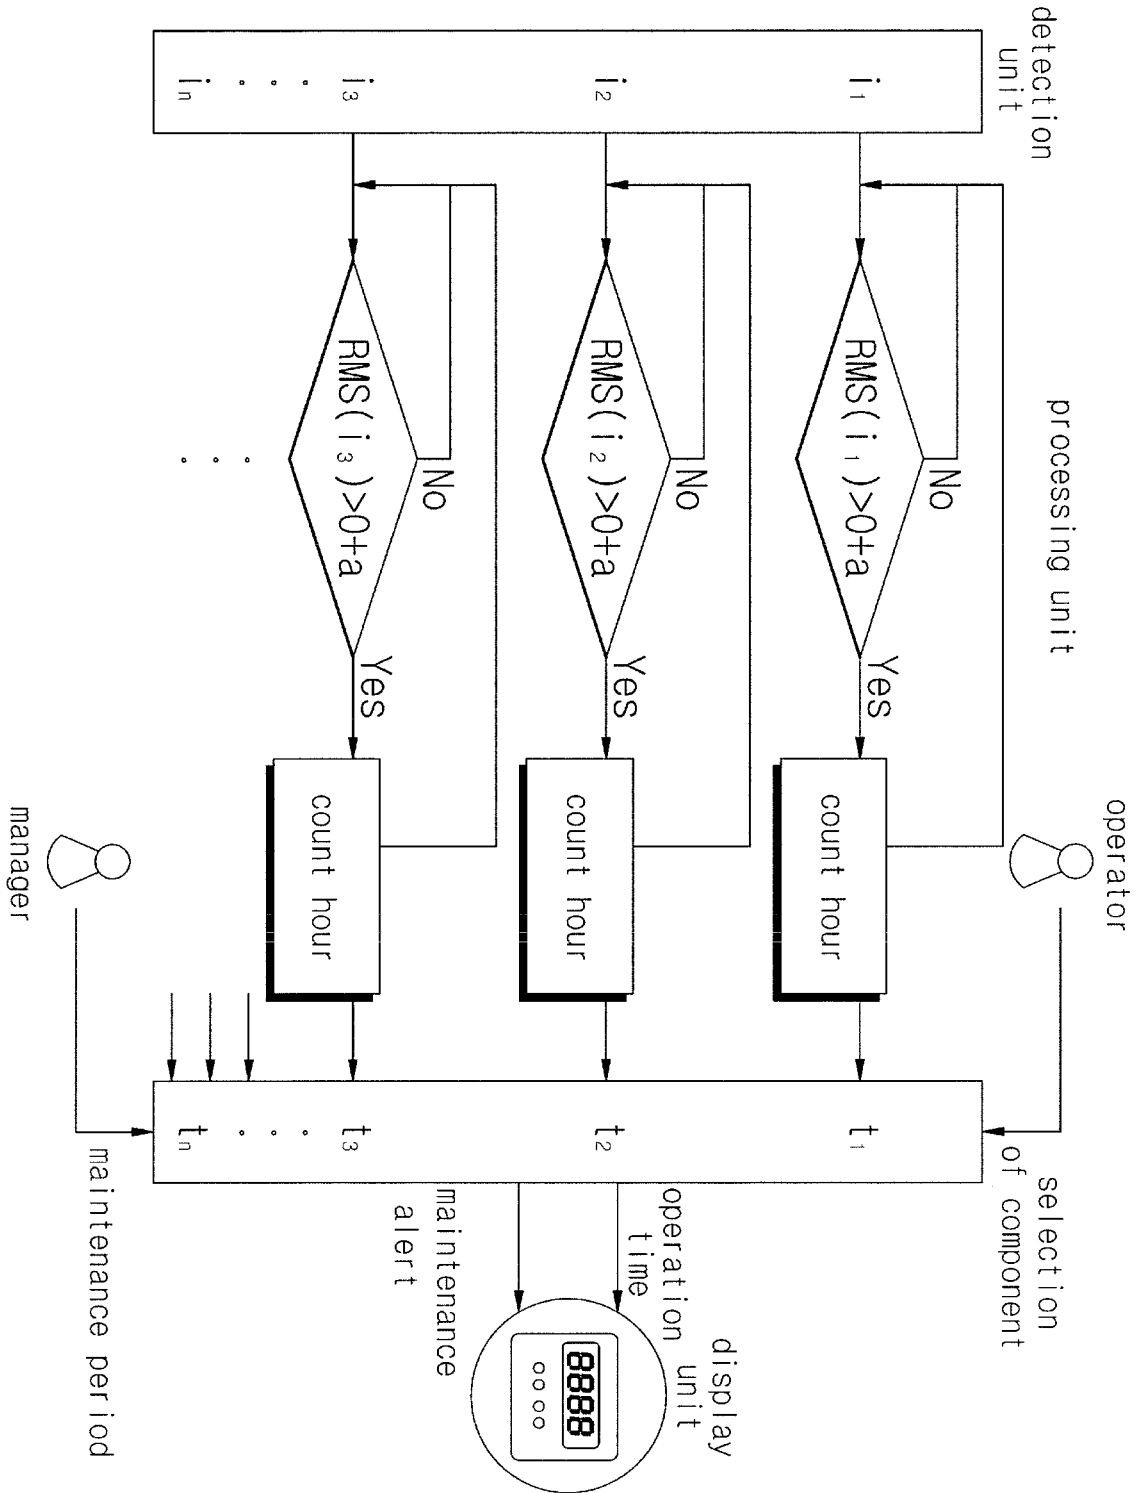 detection
unit
processing unit
operator
selection
of component
i₁
RMS(i₁)>0+a
No
Yes
count hour
t₁
i₂
RMS(i₂)>0+a
No
Yes
count hour
t₂
operation
time
display
unit
8888
i₃
RMS(i₃)>0+a
No
Yes
count hour
t₃
maintenance
alert
. . .
iₙ
. . .
. . .
tₙ
manager
maintenance period